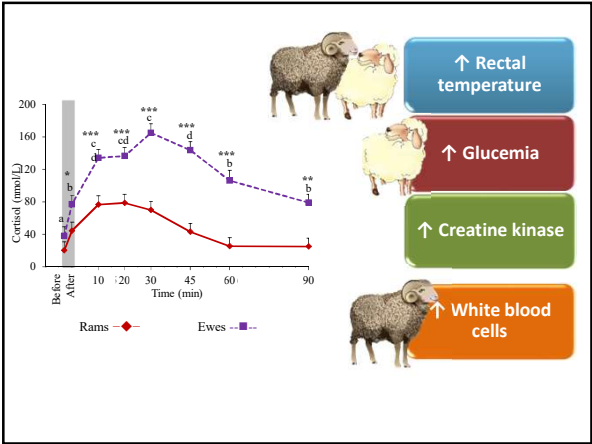 ↑ Rectal
temperature
↑ Glucemia
↑ Creatine kinase
↑ White blood
cells
Cortisol (nmol/L)
200
160
120
80
40
0
a
*
b
***
c
d
***
cd
***
c
***
d
***
b
**
b
Before
After
10
20
30
45
60
90
Time (min)
Rams
Ewes